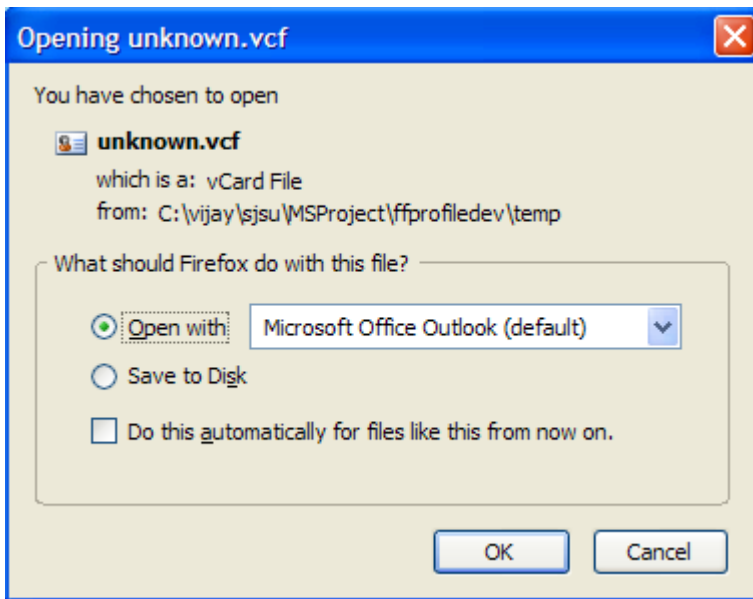 Opening unknown.vcf
You have chosen to open
unknown.vcf
which is a: vCard File
from: C:\vijay\sjsu\MSProject\ffprofiledev\temp
What should Firefox do with this file?
Open with Microsoft Office Outlook (default)
Save to Disk
Do this automatically for files like this from now on.
OK Cancel